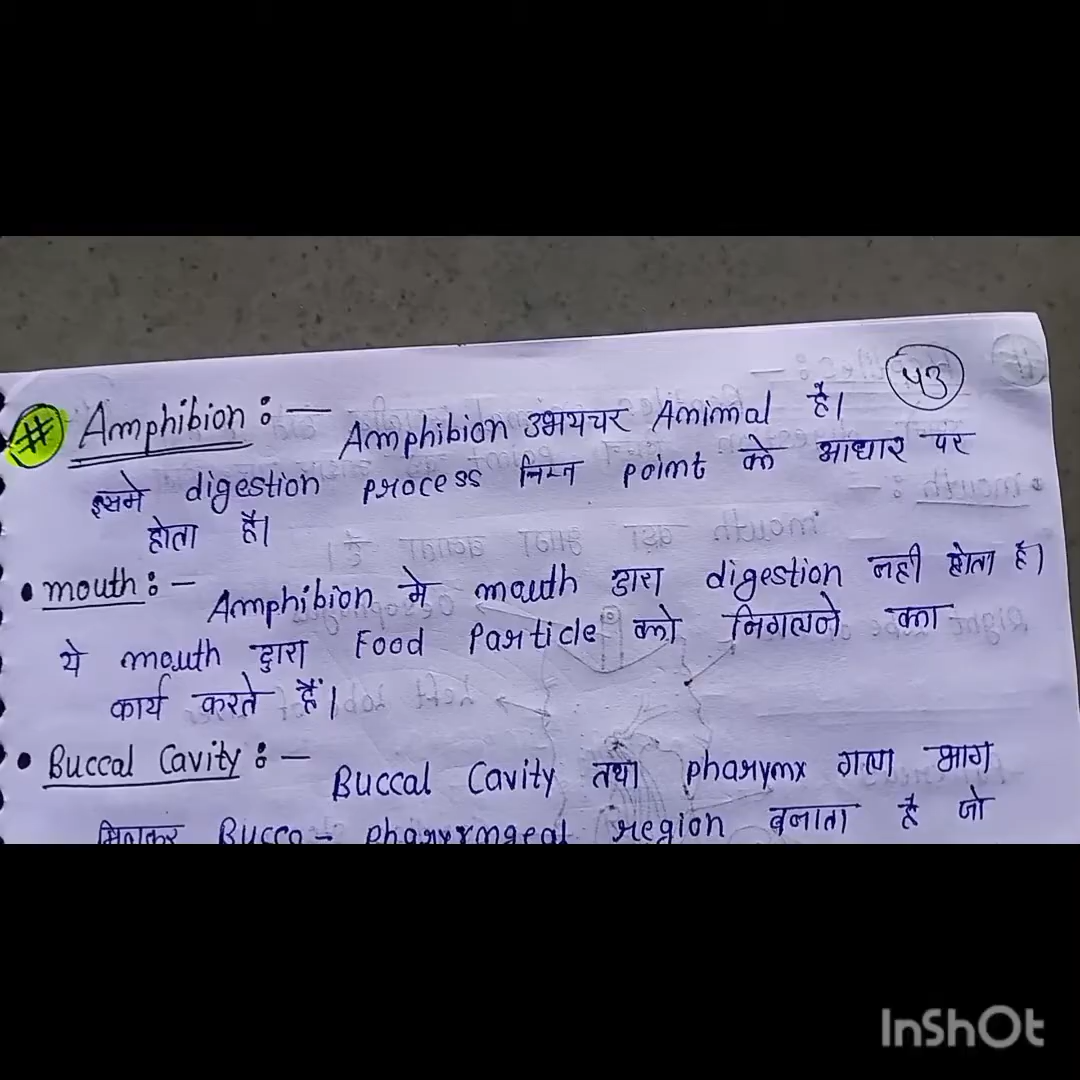 43
# Amphibion :— Amphibion उभयचर Animal है।
इसमे digestion process निम्न point के आधार पर
होता है।
• mouth :— Amphibion मे mouth द्वारा digestion नही होता है।
ये mouth द्वारा Food Particle को निगलने का
कार्य करते हैं।
• Buccal Cavity :— Buccal Cavity तथा pharynx गला भाग
मिलकर Bucco- pharyrngeal region बनाता है जो
InShOt